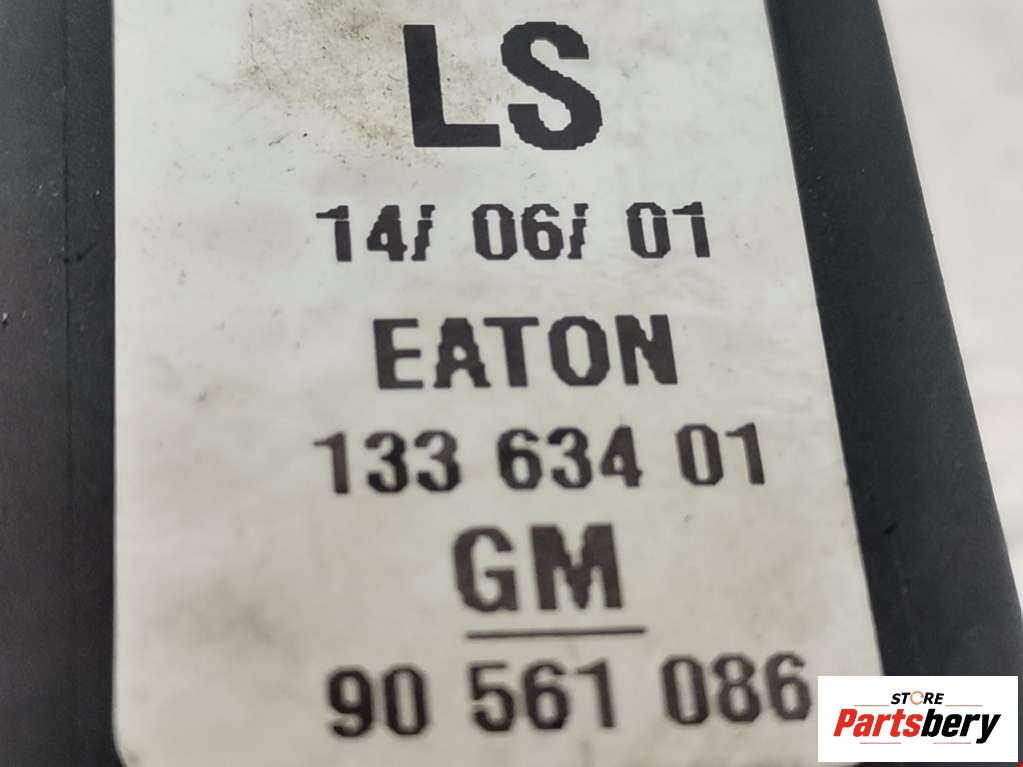 LS
14/ 06/ 01
EATON
133 634 01
GM
90 561 086
STORE
Partsbery